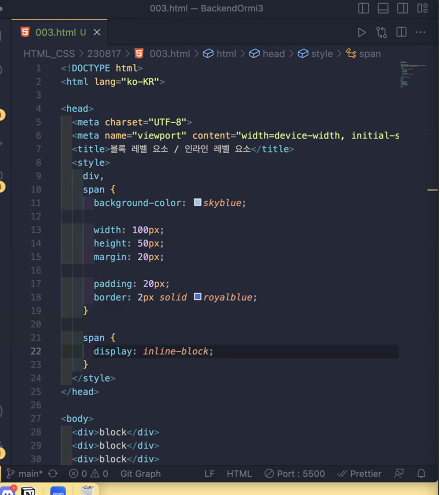 003.html — BackendOrmi3
003.html U
HTML_CSS > 230817 > 003.html > html > head > style > span
1 <!DOCTYPE html>
2 <html lang="ko-KR">
3
4 <head>
5 <meta charset="UTF-8">
6 <meta name="viewport" content="width=device-width, initial-s
7 <title>블록 레벨 요소 / 인라인 레벨 요소</title>
8 <style>
9 div,
10 span {
11 background-color: skyblue;
12
13 width: 100px;
14 height: 50px;
15 margin: 20px;
16
17 padding: 20px;
18 border: 2px solid royalblue;
19 }
20
21 span {
22 display: inline-block;
23 }
24 </style>
25 </head>
26
27 <body>
28 <div>block</div>
29 <div>block</div>
30 <div>block</div>
main* 0 0 Git Graph LF HTML Port : 5500 Prettier